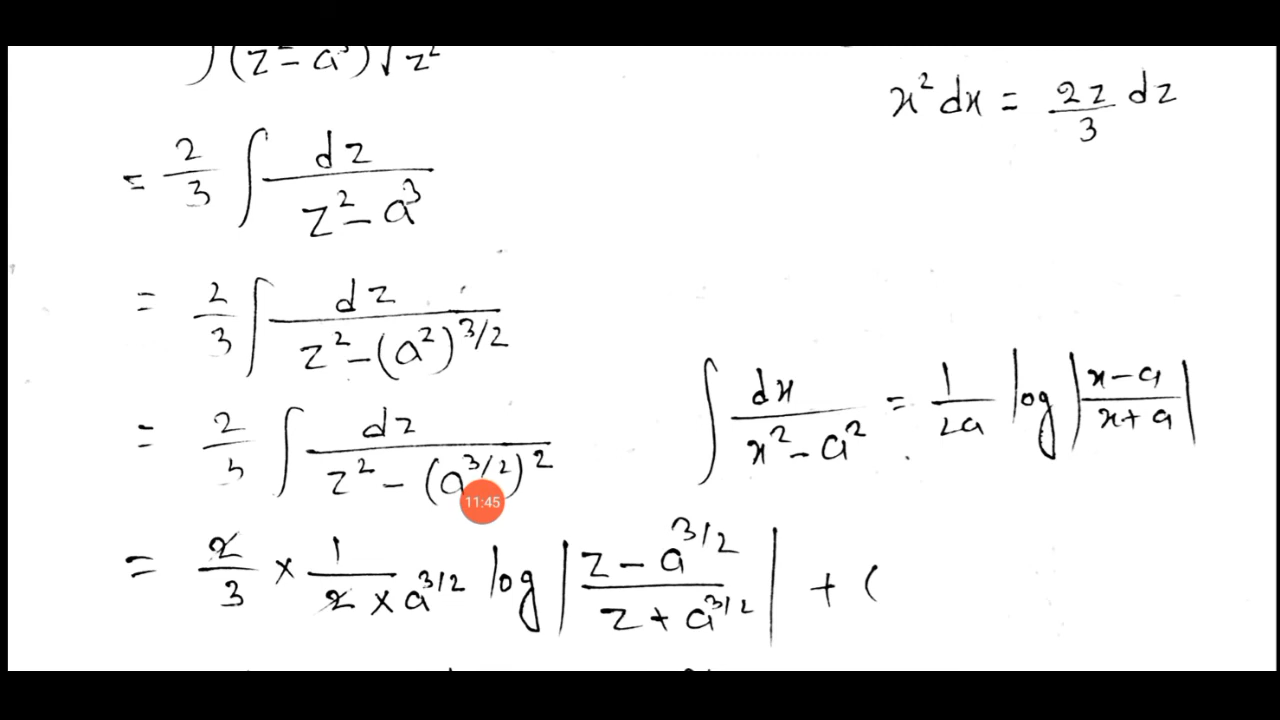 ∫(z² - a³)√z²
x² dx = 2z/3 dz
= 2/3 ∫ dz/(z² - a³)
= 2/3 ∫ dz/(z² - (a²)^3/2)
∫ dx/(x² - a²) = 1/2a log |(x - a)/(x + a)|
= 2/3 ∫ dz/(z² - (a^3/2)²)
11:45
= 2/3 × 1/(2 × a^3/2) log |(z - a^3/2)/(z + a^3/2)| + C